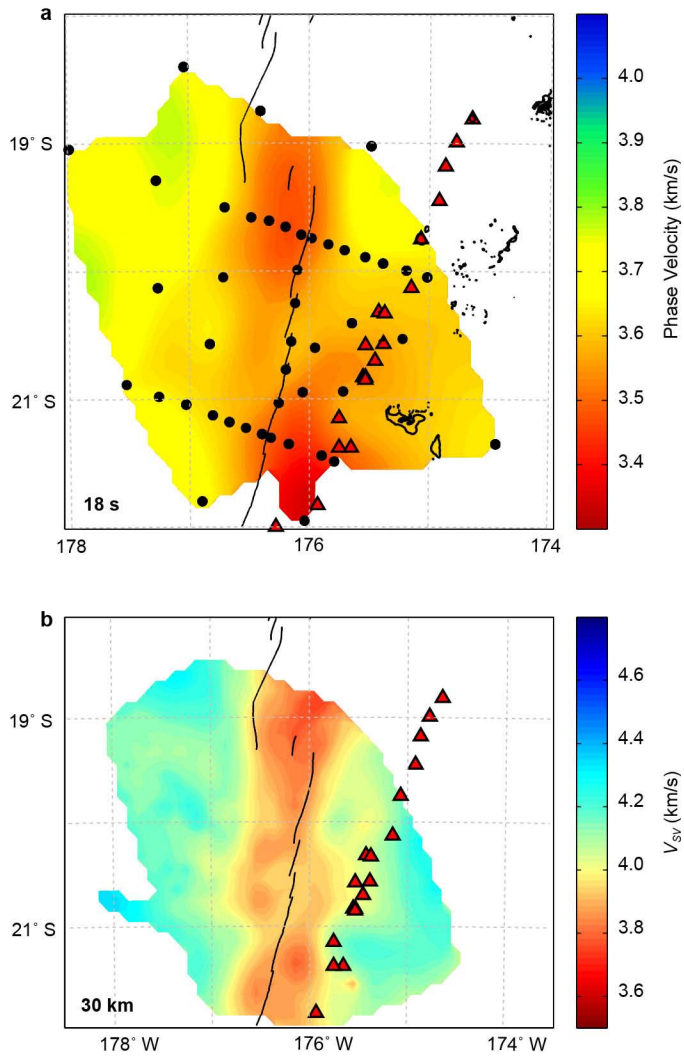 a
4.0
19° S
3.9
3.8
3.7
3.6
21° S
3.5
3.4
18 s
178
176
174
Phase Velocity (km/s)
b
4.6
19° S
4.4
4.2
4.0
3.8
21° S
3.6
30 km
178° W
176° W
174° W
V_SV (km/s)